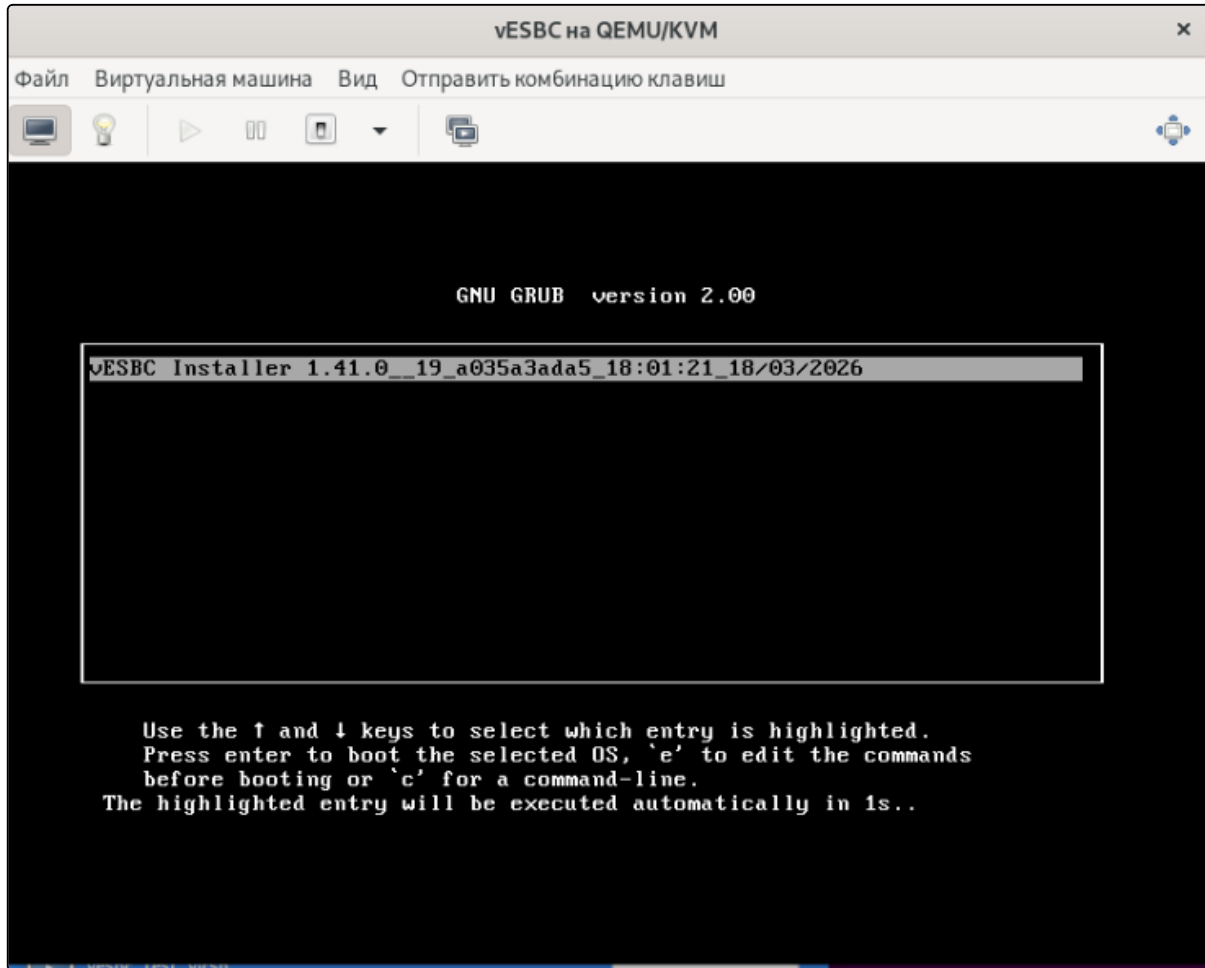 vESBC на QEMU/KVM
Файл Виртуальная машина Вид Отправить комбинацию клавиш
GNU GRUB version 2.00
vESBC Installer 1.41.0__19_a035a3ada5_18:01:21_18/03/2026
Use the ↑ and ↓ keys to select which entry is highlighted.
Press enter to boot the selected OS, `e' to edit the commands
before booting or `c' for a command-line.
The highlighted entry will be executed automatically in 1s..